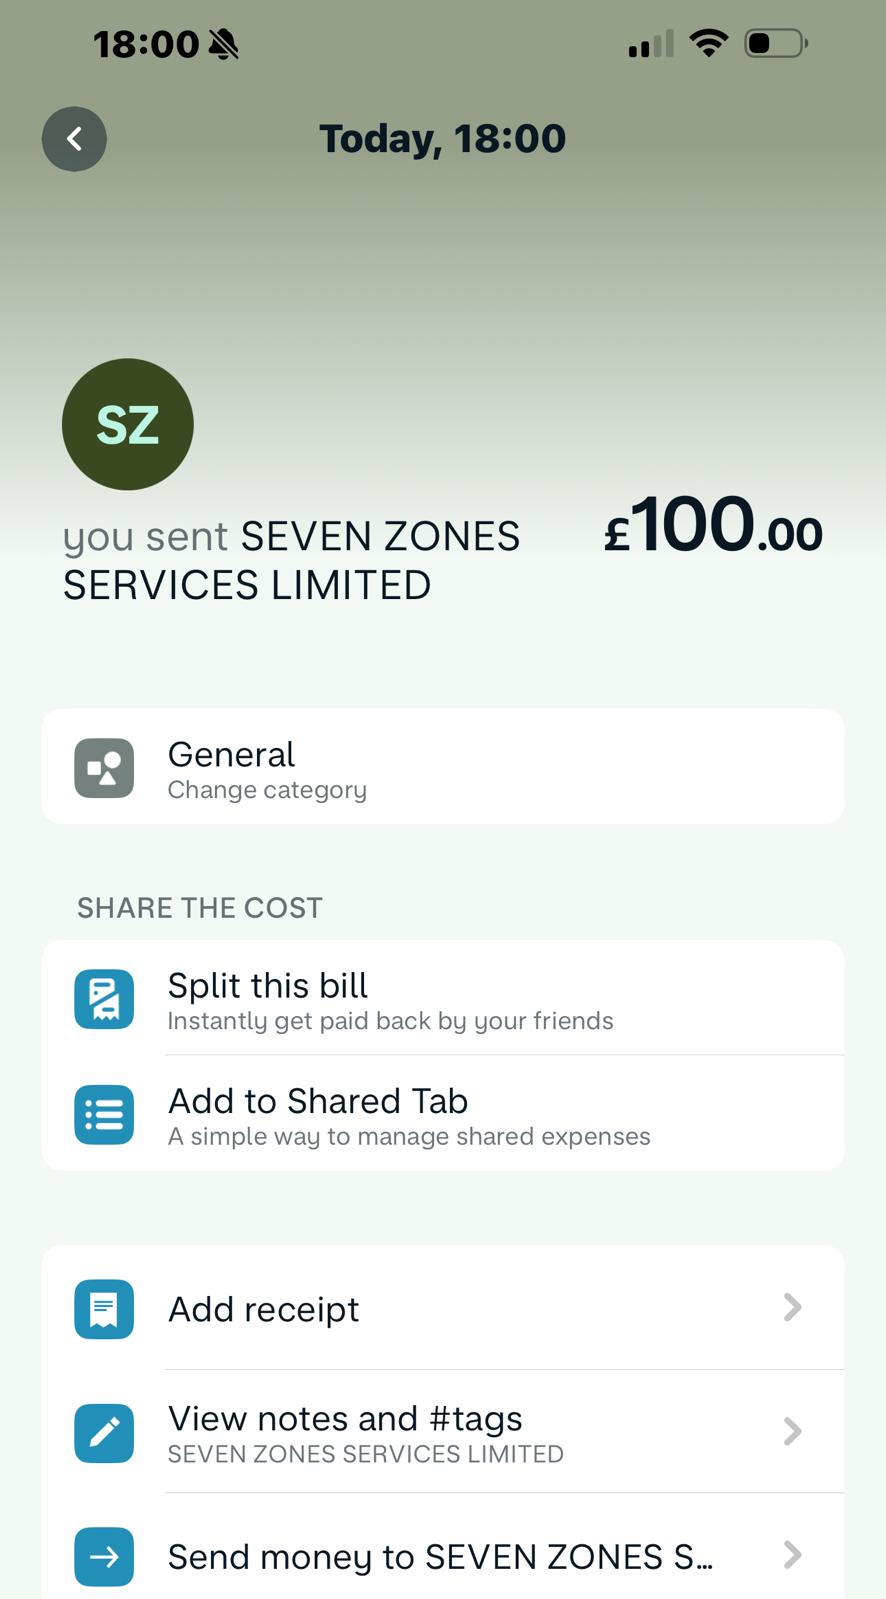 18:00
Today, 18:00
SZ
you sent SEVEN ZONES
SERVICES LIMITED
£100.00
General
Change category
SHARE THE COST
Split this bill
Instantly get paid back by your friends
Add to Shared Tab
A simple way to manage shared expenses
Add receipt
View notes and #tags
SEVEN ZONES SERVICES LIMITED
Send money to SEVEN ZONES S...